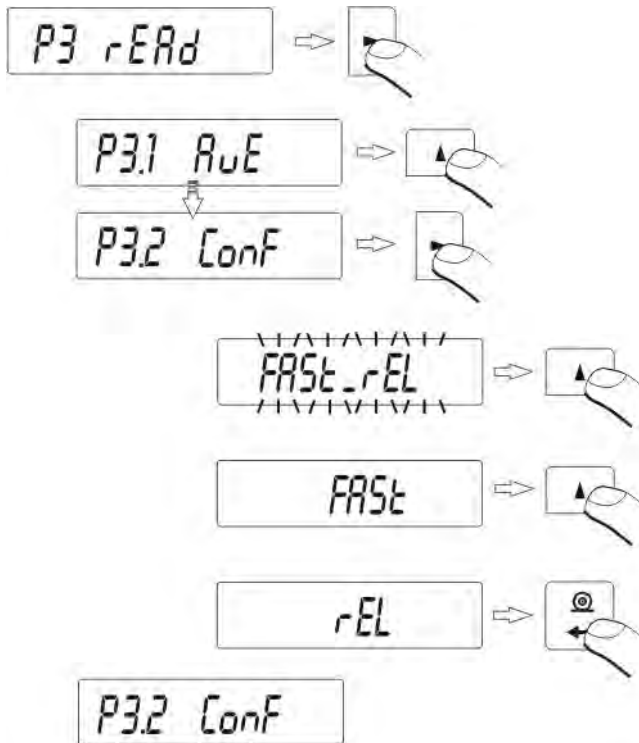 P3 rEAd
P3.1 AvE
P3.2 ConF
FASt_rEL
FASt
rEL
P3.2 ConF